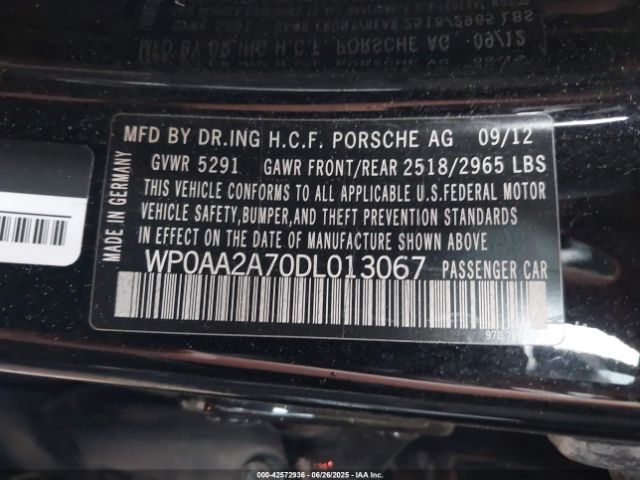 MFD BY DR.ING H.C.F. PORSCHE AG 09/12
GVWR 5291 GAWR FRONT/REAR 2518/2965 LBS
THIS VEHICLE CONFORMS TO ALL APPLICABLE U.S.FEDERAL MOTOR
VEHICLE SAFETY,BUMPER,AND THEFT PREVENTION STANDARDS
IN EFFECT ON THE DATE OF MANUFACTURE SHOWN ABOVE
WP0AA2A70DL013067 PASSENGER CAR
MADE IN GERMANY
000-42572936 - 06/26/2025 - IAAI.COM